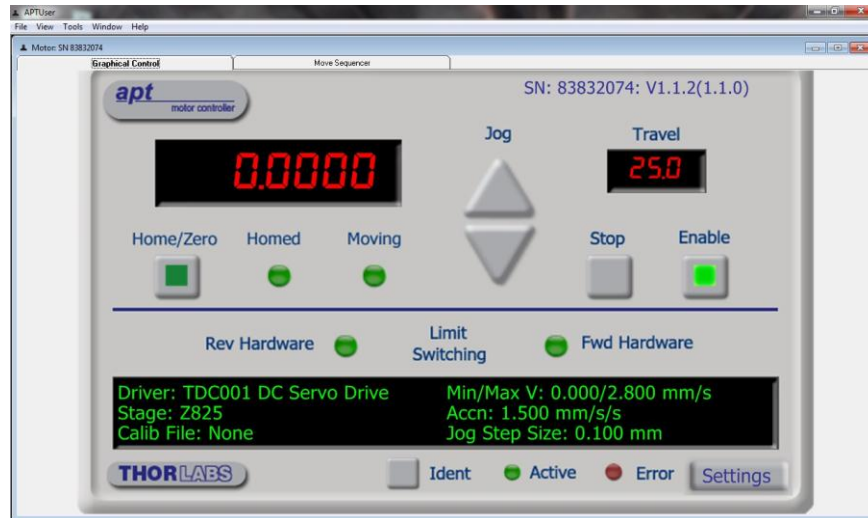 APTUser
File View Tools Window Help
Motor: SN 83832074
Graphical Control Move Sequencer
apt
motor controller
SN: 83832074: V1.1.2(1.1.0)
Jog Travel
0.0000 25.0
Home/Zero Homed Moving Stop Enable
Rev Hardware Limit Switching Fwd Hardware
Driver: TDC001 DC Servo Drive Min/Max V: 0.000/2.800 mm/s
Stage: Z825 Accn: 1.500 mm/s/s
Calib File: None Jog Step Size: 0.100 mm
THORLABS Ident Active Error Settings